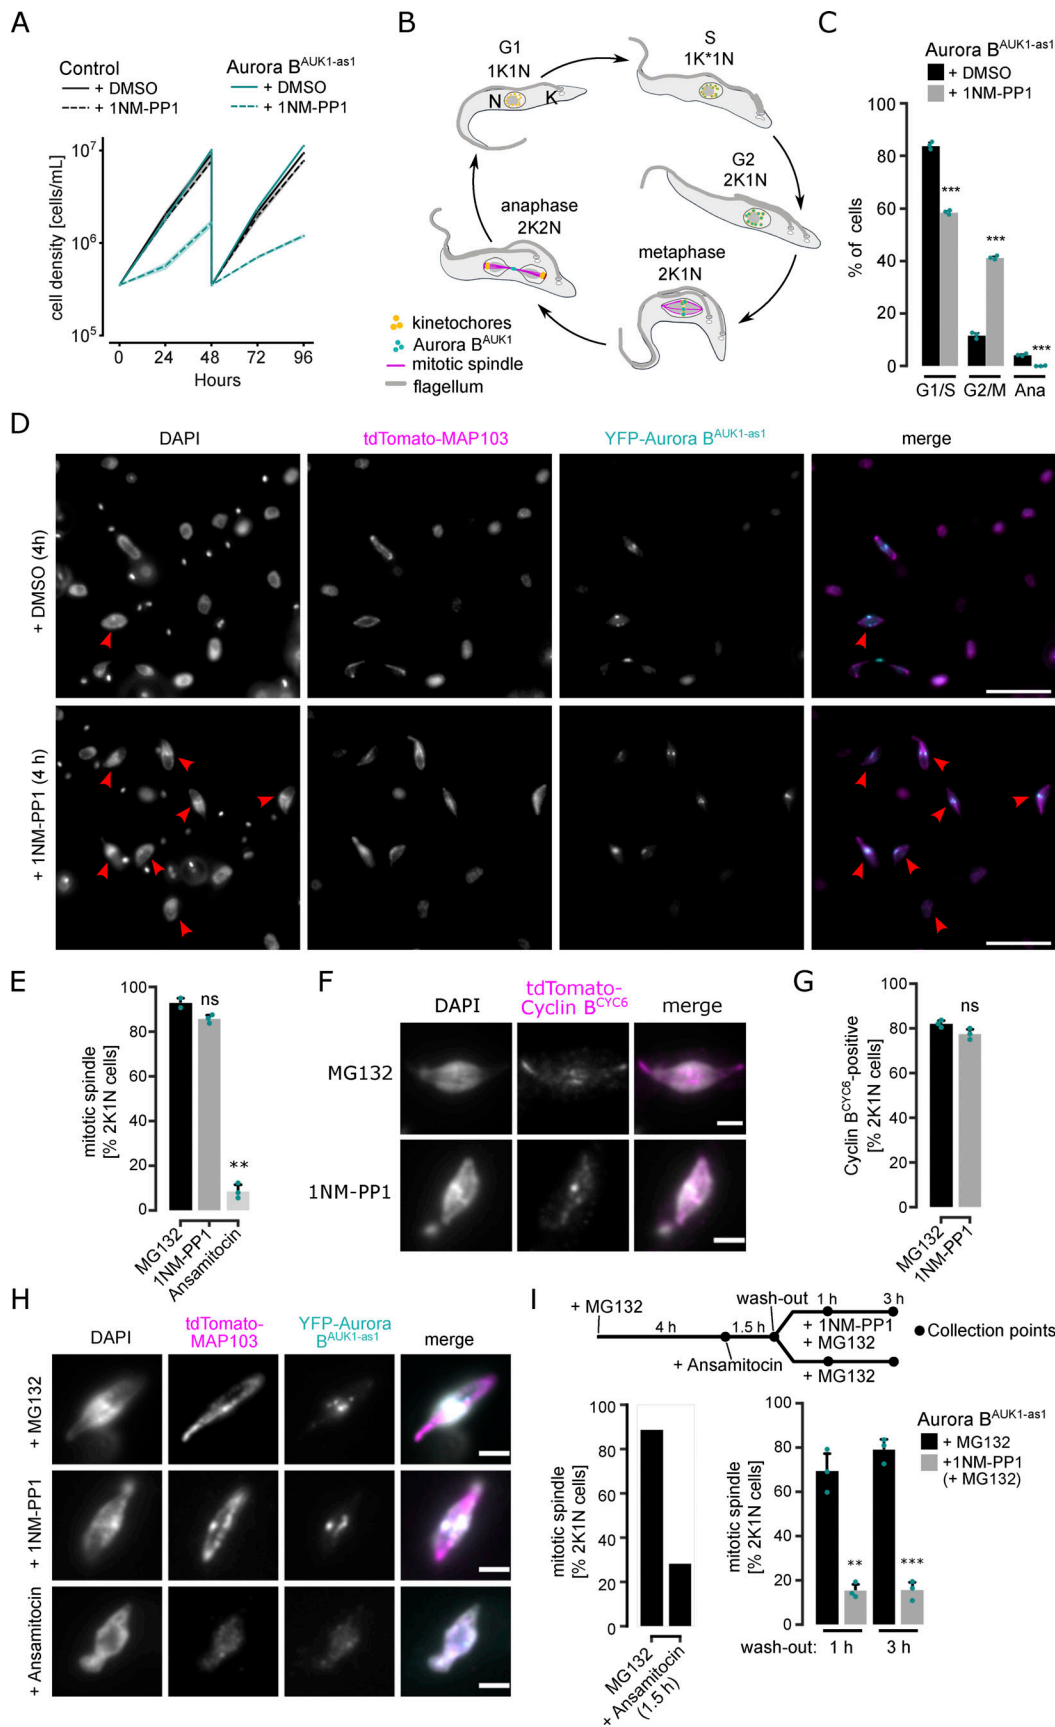 A
Control
+ DMSO
+ 1NM-PP1
Aurora B^AUK1-as1
+ DMSO
+ 1NM-PP1
cell density [cells/mL]
10^7
10^6
10^5
0 24 48 72 96
Hours
B
G1
1K1N
N K
S
1K*1N
G2
2K1N
metaphase
2K1N
anaphase
2K2N
kinetochores
Aurora B^AUK1
mitotic spindle
flagellum
C
Aurora B^AUK1-as1
+ DMSO
+ 1NM-PP1
% of cells
100
80
60
40
20
0
***
***
***
G1/S G2/M Ana
D
DAPI tdTomato-MAP103 YFP-Aurora B^AUK1-as1 merge
+ DMSO (4h)
+ 1NM-PP1 (4 h)
E
mitotic spindle
[% 2K1N cells]
100
80
60
40
20
0
ns
**
MG132
1NM-PP1
Ansamitocin
F
DAPI
tdTomato-
Cyclin B^CYC6
merge
MG132
1NM-PP1
G
Cyclin B^CYC6-positive
[% 2K1N cells]
100
80
60
40
20
0
ns
MG132
1NM-PP1
H
DAPI
tdTomato-
MAP103
YFP-Aurora
B^AUK1-as1
merge
+ MG132
+ 1NM-PP1
+ Ansamitocin
I
+ MG132
4 h
+ Ansamitocin
1.5 h
wash-out
1 h 3 h
+ 1NM-PP1
+ MG132
+ MG132
Collection points
mitotic spindle
[% 2K1N cells]
100
80
60
40
20
0
MG132
+ Ansamitocin
(1.5 h)
mitotic spindle
[% 2K1N cells]
100
80
60
40
20
0
**
***
wash-out: 1 h 3 h
Aurora B^AUK1-as1
+ MG132
+1NM-PP1
(+ MG132)